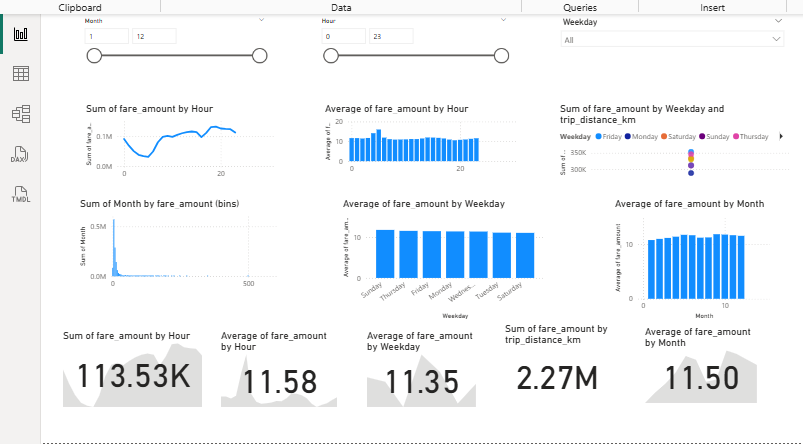 Clipboard
Data
Queries
Insert
Month
Hour
Weekday
1
12
0
23
All
Sum of fare_amount by Hour
Average of fare_amount by Hour
Sum of fare_amount by Weekday and
trip_distance_km
Sum of fare_a...
0.1M
0.0M
0
20
Average of f...
20
10
0
0
20
Weekday
Friday
Monday
Saturday
Sunday
Thursday
Sum of ...
350K
300K
Sum of Month by fare_amount (bins)
Average of fare_amount by Weekday
Average of fare_amount by Month
Sum of Month
0.5M
0.0M
0
500
Average of fare_am...
10
0
Sunday
Thursday
Friday
Monday
Wednes...
Tuesday
Saturday
Weekday
Average of fare_amount
10
0
0
10
Month
DAX
TMDL
Sum of fare_amount by Hour
113.53K
Average of fare_amount
by Hour
11.58
Average of fare_amount
by Weekday
11.35
Sum of fare_amount by
trip_distance_km
2.27M
Average of fare_amount
by Month
11.50